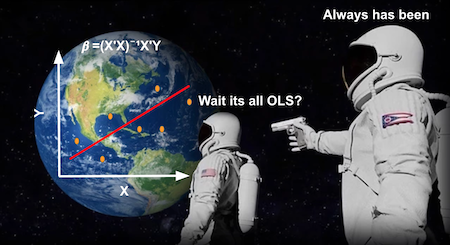 Always has been
β =(X'X)⁻¹X'Y
Y
Wait its all OLS?
X